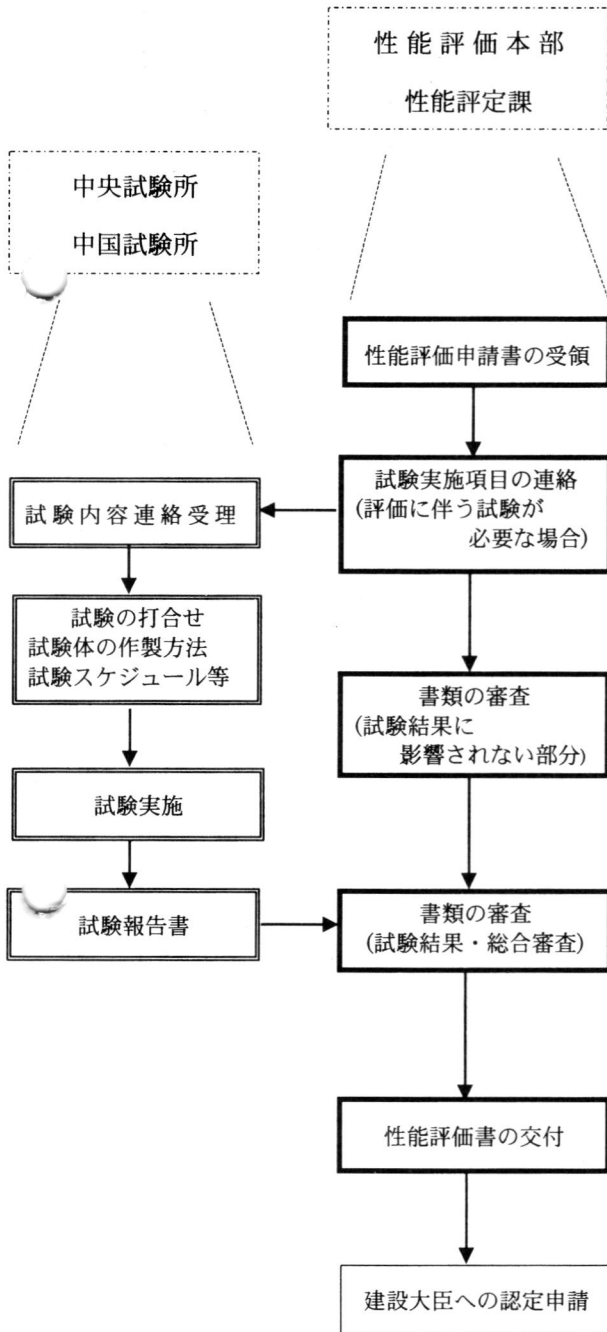 性能評価本部
性能評定課
中央試験所
中国試験所
性能評価申請書の受領
試験実施項目の連絡
(評価に伴う試験が
必要な場合)
試験内容連絡受理
試験の打合せ
試験体の作製方法
試験スケジュール等
書類の審査
(試験結果に
影響されない部分)
試験実施
試験報告書
書類の審査
(試験結果・総合審査)
性能評価書の交付
建設大臣への認定申請